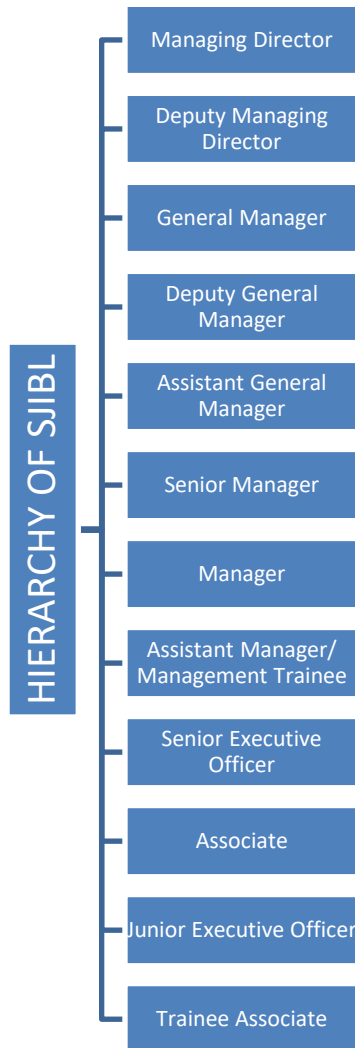 HIERARCHY OF SJIBL
Managing Director
Deputy Managing
Director
General Manager
Deputy General
Manager
Assistant General
Manager
Senior Manager
Manager
Assistant Manager/
Management Trainee
Senior Executive
Officer
Associate
Junior Executive Officer
Trainee Associate